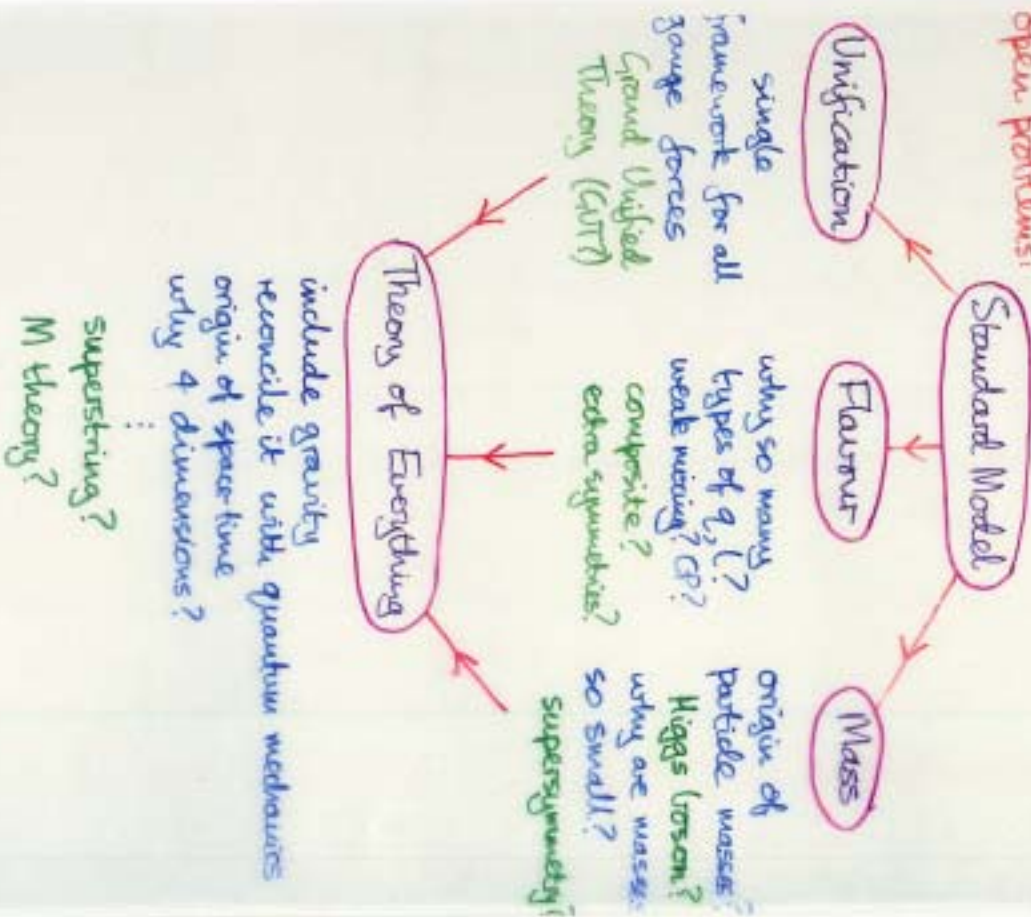 open problems!
Standard Model
Unification
Flavour
Mass
single
framework for all
gauge forces
Grand Unified
Theory (GUT?)
why so many
types of q, l?
weak mixing? CP?
composite?
extra symmetries?
origin of
particle masses?
Higgs boson?
why are masses
so small?
supersymmetry?
Theory of Everything
include gravity
reconcile it with quantum mechanics
origin of space-time
why 4 dimensions?
superstring?
M theory?